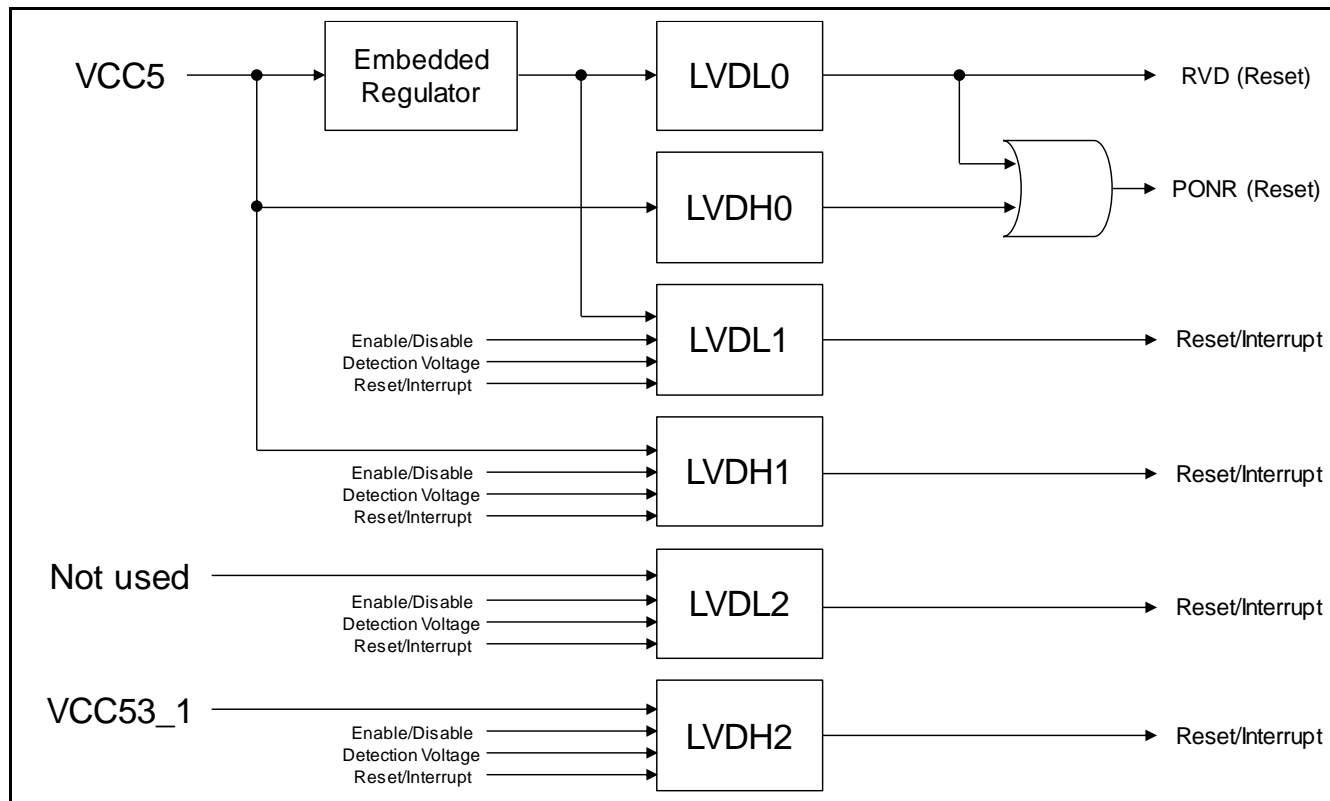 VCC5
Embedded
Regulator
LVDL0
RVD (Reset)
PONR (Reset)
LVDH0
LVDL1
Enable/Disable
Detection Voltage
Reset/Interrupt
Reset/Interrupt
LVDH1
Enable/Disable
Detection Voltage
Reset/Interrupt
Reset/Interrupt
Not used
LVDL2
Enable/Disable
Detection Voltage
Reset/Interrupt
Reset/Interrupt
VCC53_1
LVDH2
Enable/Disable
Detection Voltage
Reset/Interrupt
Reset/Interrupt